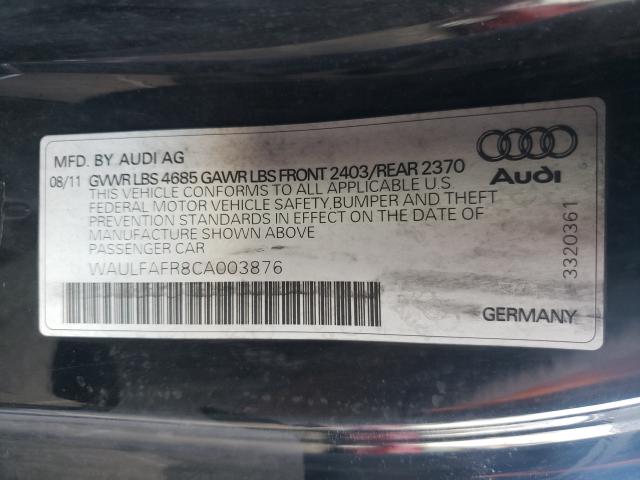 MFD. BY AUDI AG
08/11 GVWR LBS 4685 GAWR LBS FRONT 2403/REAR 2370
THIS VEHICLE CONFORMS TO ALL APPLICABLE U.S.
FEDERAL MOTOR VEHICLE SAFETY,BUMPER AND THEFT
PREVENTION STANDARDS IN EFFECT ON THE DATE OF
MANUFACTURE SHOWN ABOVE
PASSENGER CAR
WAULFAFR8CA003876
Audi
3320361
GERMANY